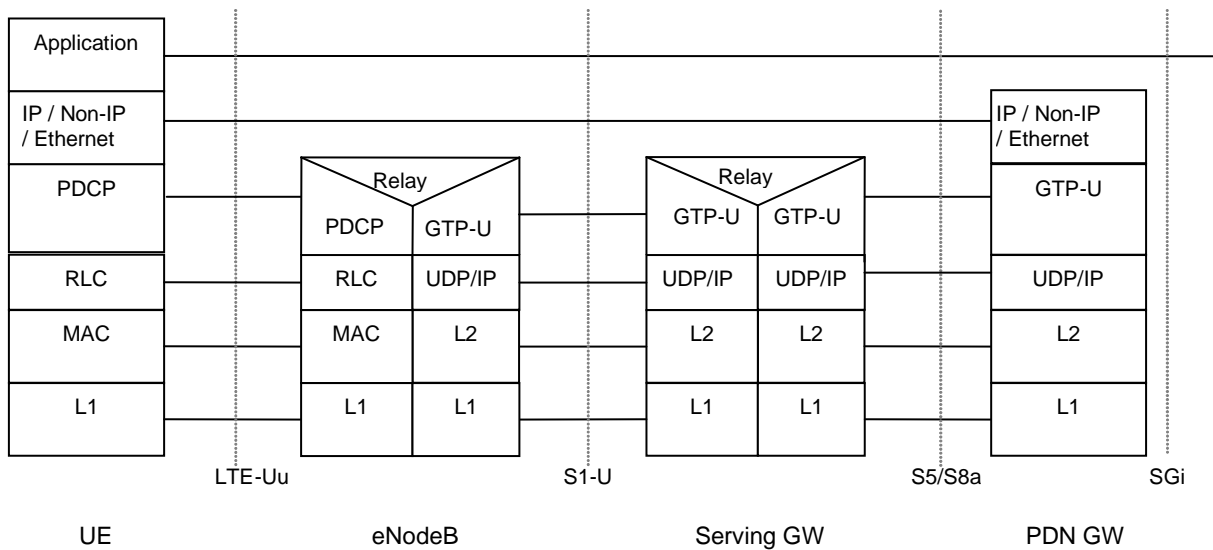 Application
IP / Non-IP
/ Ethernet
IP / Non-IP
/ Ethernet
PDCP
Relay
Relay
GTP-U
PDCP
GTP-U
GTP-U
GTP-U
RLC
RLC
UDP/IP
UDP/IP
UDP/IP
UDP/IP
MAC
MAC
L2
L2
L2
L2
L1
L1
L1
L1
L1
L1
LTE-Uu
S1-U
S5/S8a
SGi
UE
eNodeB
Serving GW
PDN GW